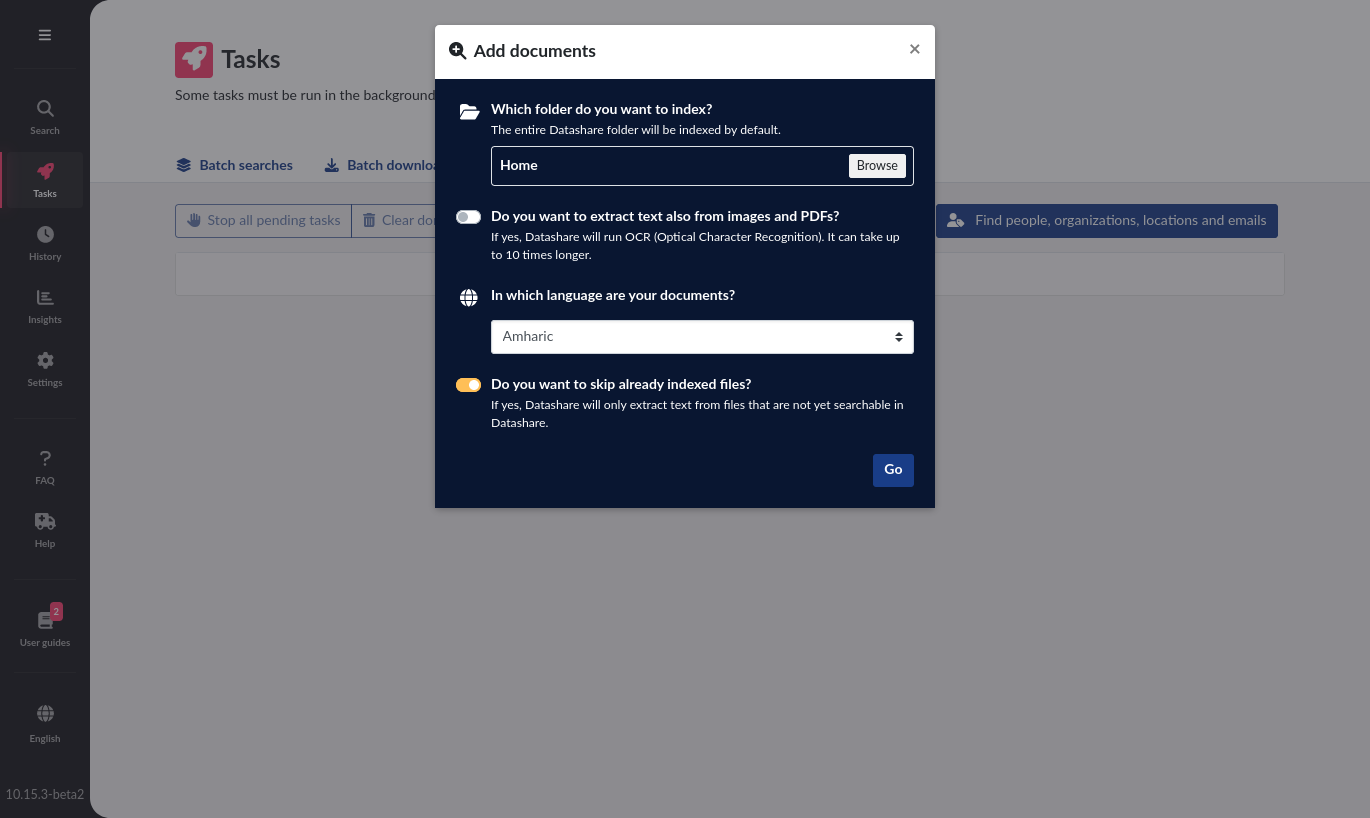 Add documents
×
Which folder do you want to index?
The entire Datashare folder will be indexed by default.
Home
Browse
Do you want to extract text also from images and PDFs?
If yes, Datashare will run OCR (Optical Character Recognition). It can take up
to 10 times longer.
In which language are your documents?
Amharic
Do you want to skip already indexed files?
If yes, Datashare will only extract text from files that are not yet searchable in
Datashare.
Go
Tasks
Some tasks must be run in the background
Batch searches
Batch downloa
Stop all pending tasks
Clear do
Find people, organizations, locations and emails
Search
Tasks
History
Insights
Settings
FAQ
Help
2
User guides
English
10.15.3-beta2